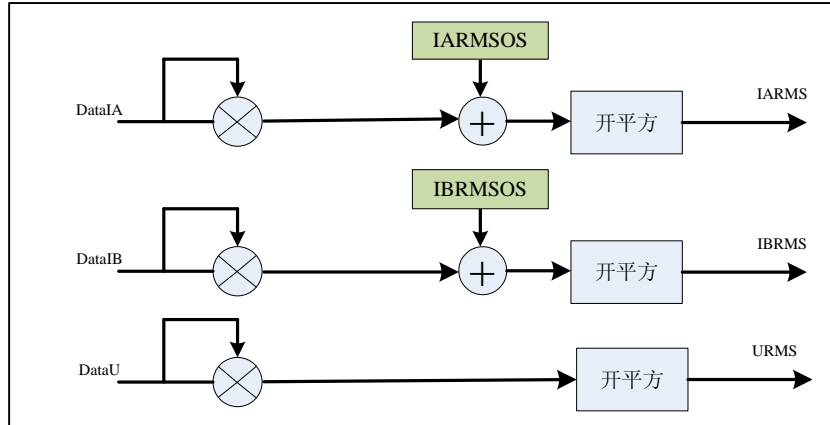 IARMSOS
DataIA
+
开平方
IARMS
IBRMSOS
DataIB
+
开平方
IBRMS
DataU
开平方
URMS